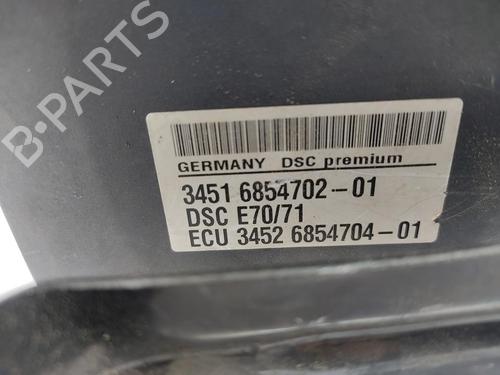 B-PARTS
GERMANY DSC premium
3451 6854702-01
DSC E70/71
ECU 3452 6854704-01